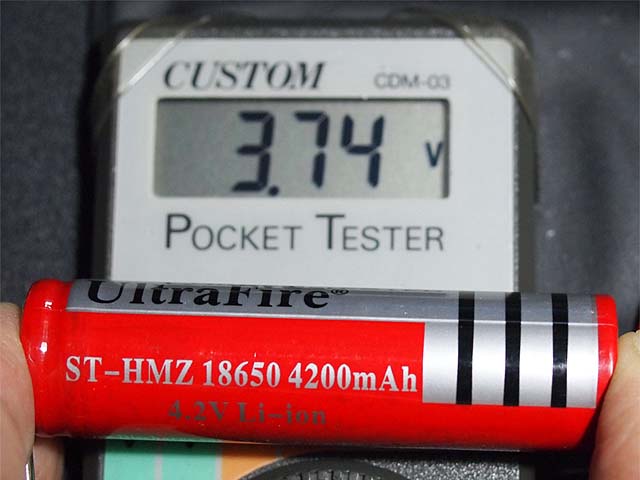 CUSTOM CDM-03
3.74 V
POCKET TESTER
UltraFire®
ST-HMZ 18650 4200mAh
4.2V Li-ion